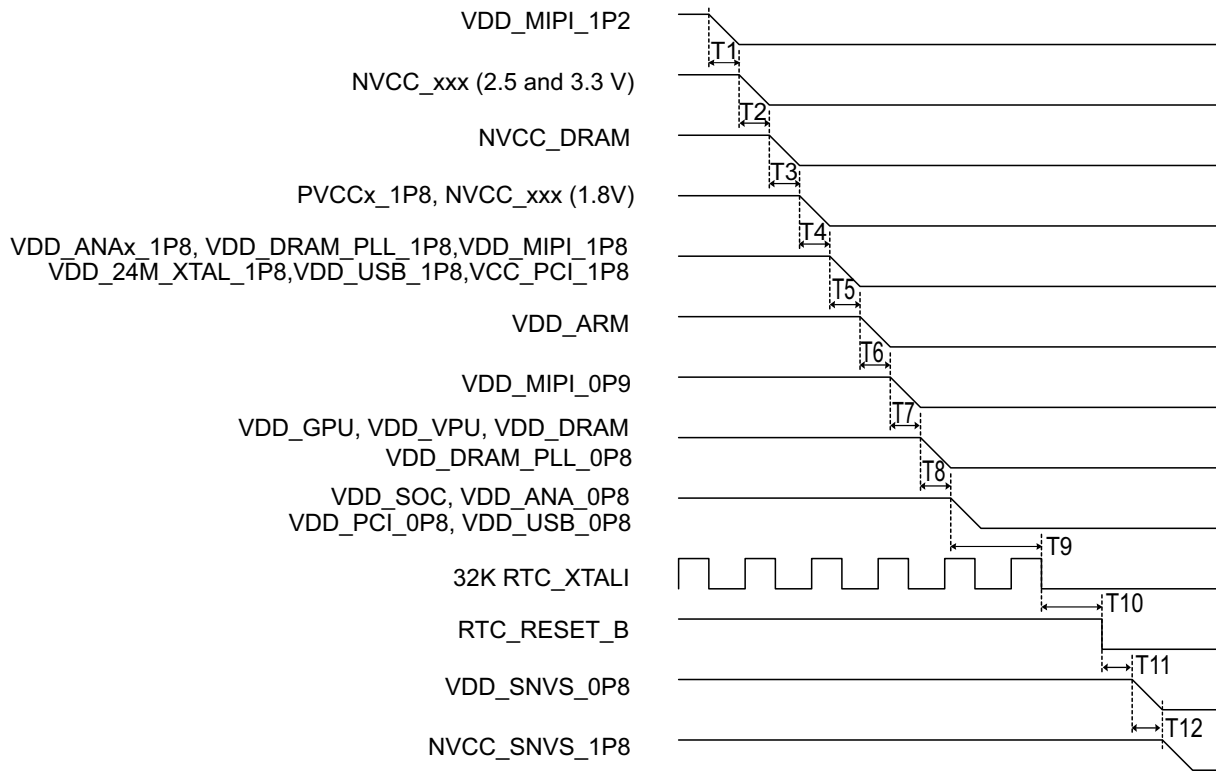 VDD_MIPI_1P2
T1
NVCC_xxx (2.5 and 3.3 V)
T2
NVCC_DRAM
T3
PVCCx_1P8, NVCC_xxx (1.8V)
T4
VDD_ANAx_1P8, VDD_DRAM_PLL_1P8,VDD_MIPI_1P8
VDD_24M_XTAL_1P8,VDD_USB_1P8,VCC_PCI_1P8
T5
VDD_ARM
T6
VDD_MIPI_0P9
T7
VDD_GPU, VDD_VPU, VDD_DRAM
VDD_DRAM_PLL_0P8
T8
VDD_SOC, VDD_ANA_0P8
VDD_PCI_0P8, VDD_USB_0P8
T9
32K RTC_XTALI
T10
RTC_RESET_B
T11
VDD_SNVS_0P8
T12
NVCC_SNVS_1P8